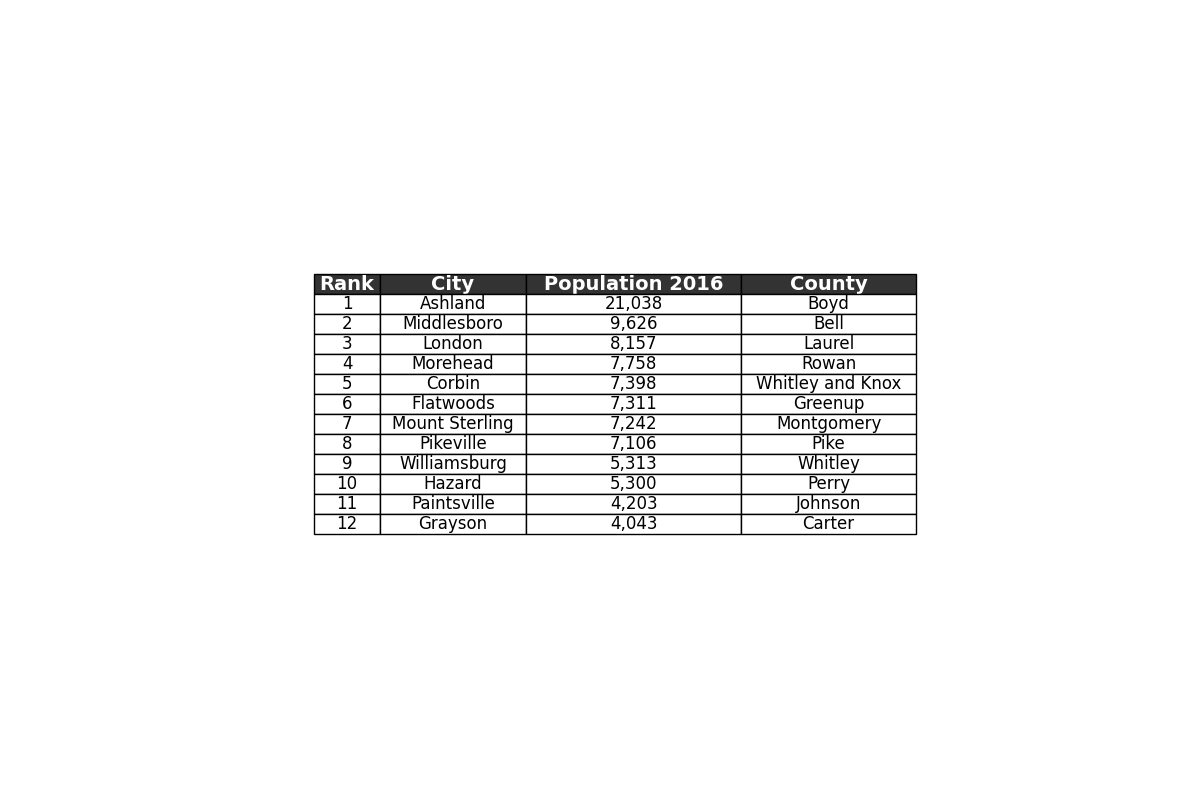 Rank City Population 2016 County
1 Ashland 21,038 Boyd
2 Middlesboro 9,626 Bell
3 London 8,157 Laurel
4 Morehead 7,758 Rowan
5 Corbin 7,398 Whitley and Knox
6 Flatwoods 7,311 Greenup
7 Mount Sterling 7,242 Montgomery
8 Pikeville 7,106 Pike
9 Williamsburg 5,313 Whitley
10 Hazard 5,300 Perry
11 Paintsville 4,203 Johnson
12 Grayson 4,043 Carter